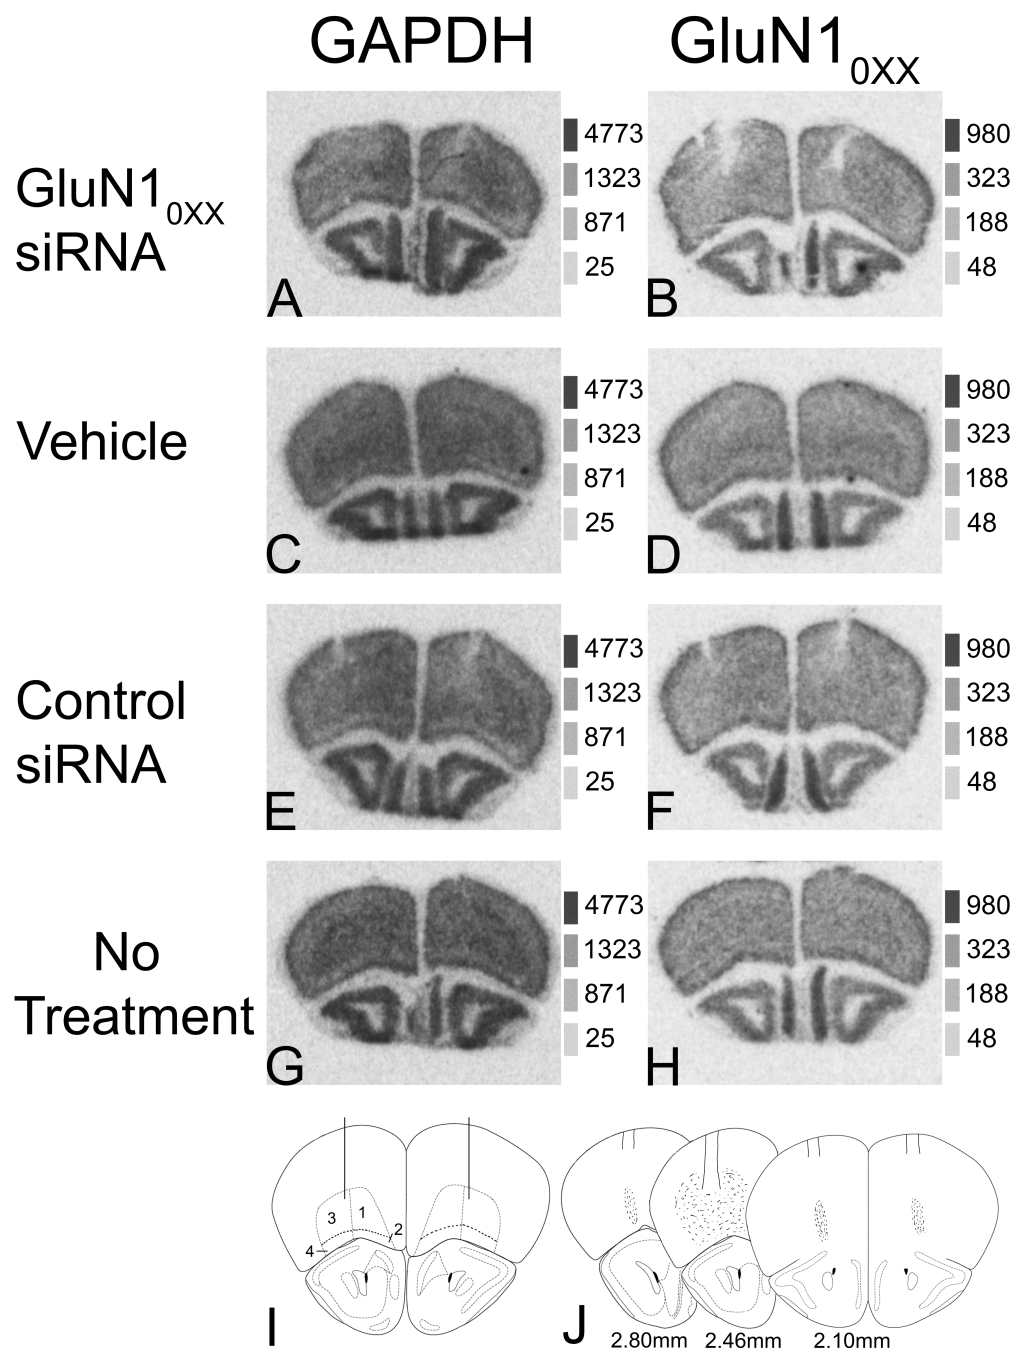 GAPDH GluN1 0XX
GluN1 0XX
siRNA
A
4773
1323
871
25
B
980
323
188
48
Vehicle
C
4773
1323
871
25
D
980
323
188
48
Control
siRNA
E
4773
1323
871
25
F
980
323
188
48
No
Treatment
G
4773
1323
871
25
H
980
323
188
48
I
3 1 2
4
J
2.80mm 2.46mm 2.10mm